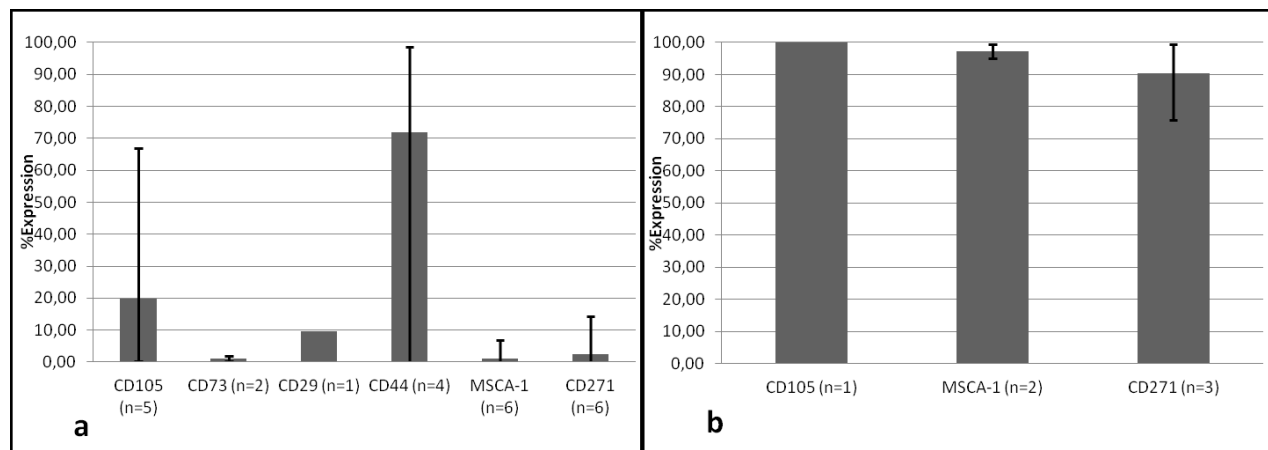 100,00
90,00
80,00
70,00
60,00
50,00
40,00
30,00
20,00
10,00
0,00
%Expression
CD105
(n=5)
CD73 (n=2)
CD29 (n=1)
CD44 (n=4)
MSCA-1
(n=6)
CD271
(n=6)
a
100,00
90,00
80,00
70,00
60,00
50,00
40,00
30,00
20,00
10,00
0,00
%Expression
CD105 (n=1)
MSCA-1 (n=2)
CD271 (n=3)
b